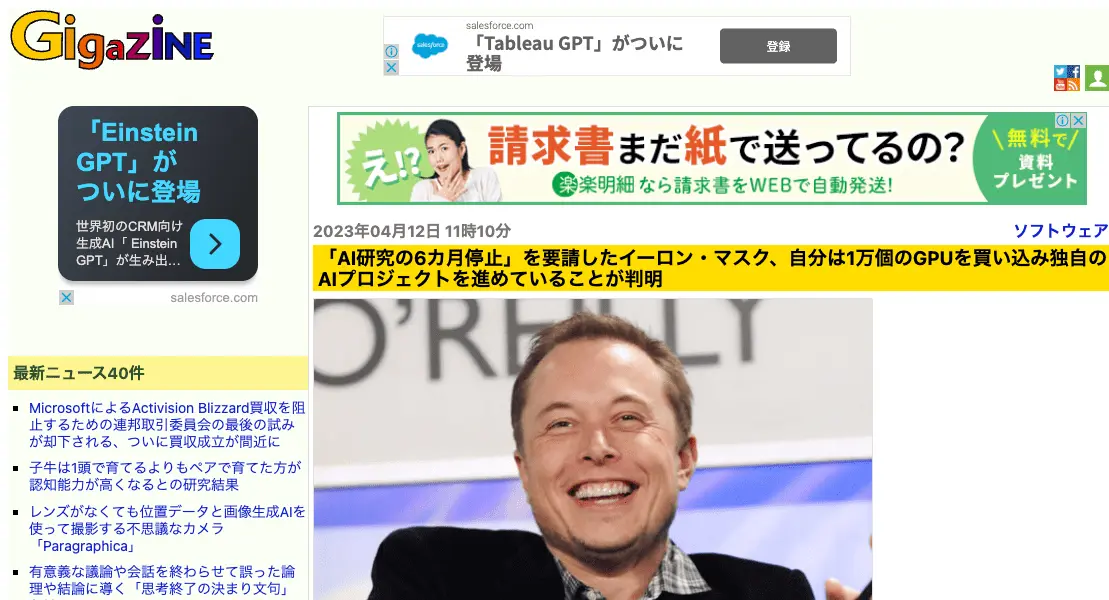 GigaZiNE
salesforce.com
「Tableau GPT」がついに
登場
登録
「Einstein
GPT」が
ついに登場
世界初のCRM向け
生成AI「 Einstein
GPT」が生み出...
salesforce.com
え!?
請求書まだ紙で送ってるの?
楽楽明細なら請求書をWEBで自動発送!
無料で
資料
プレゼント
2023年04月12日 11時10分
ソフトウェア
「AI研究の6カ月停止」を要請したイーロン・マスク、自分は1万個のGPUを買い込み独自の
AIプロジェクトを進めていることが判明
O'REILLY
最新ニュース40件
MicrosoftによるActivision Blizzard買収を阻
止するための連邦取引委員会の最後の試み
が却下される、ついに買収成立が間近に
子牛は1頭で育てるよりもペアで育てた方が
認知能力が高くなるとの研究結果
レンズがなくても位置データと画像生成AIを
使って撮影する不思議なカメラ
「Paragraphica」
有意義な議論や会話を終わらせて誤った論
理や結論に導く「思考終了の決まり文句」